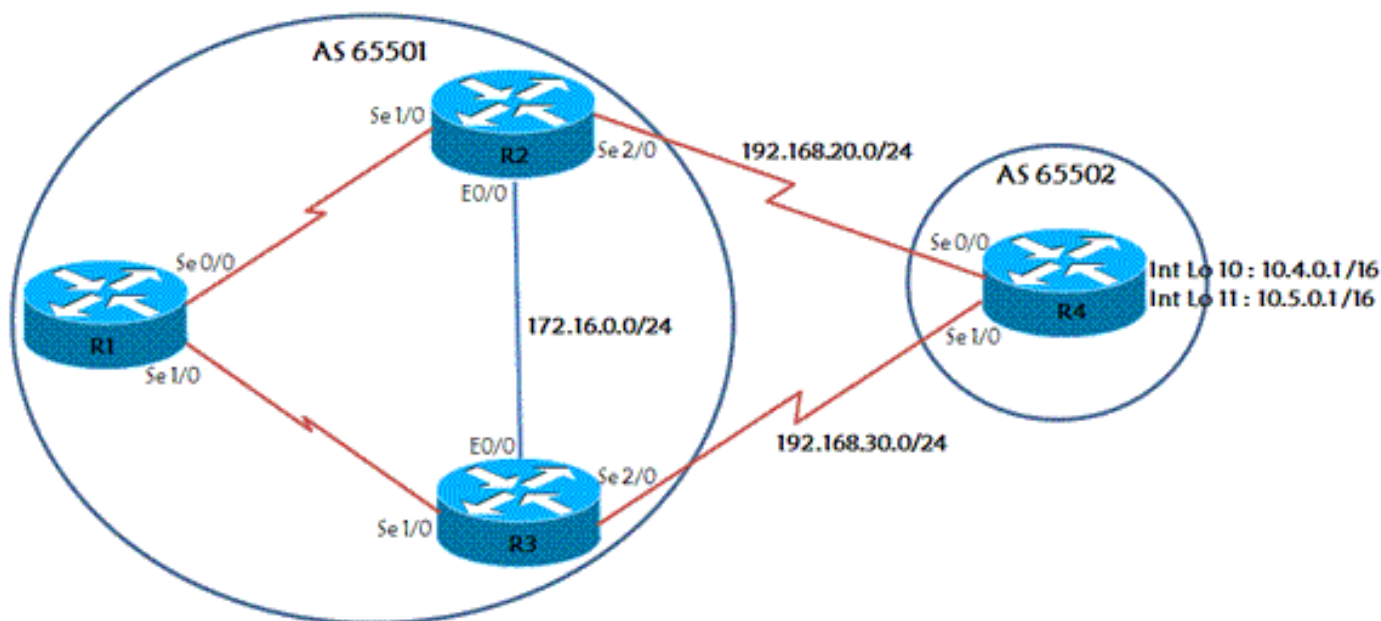 AS 65501
Se 1/0
R2
Se 2/0
E0/0
192.168.20.0/24
AS 65502
Se 0/0
R1
Se 1/0
172.16.0.0/24
Se 0/0
R4
Se 1/0
Int Lo 10 : 10.4.0.1/16
Int Lo 11 : 10.5.0.1/16
E0/0
Se 2/0
Se 1/0
R3
192.168.30.0/24